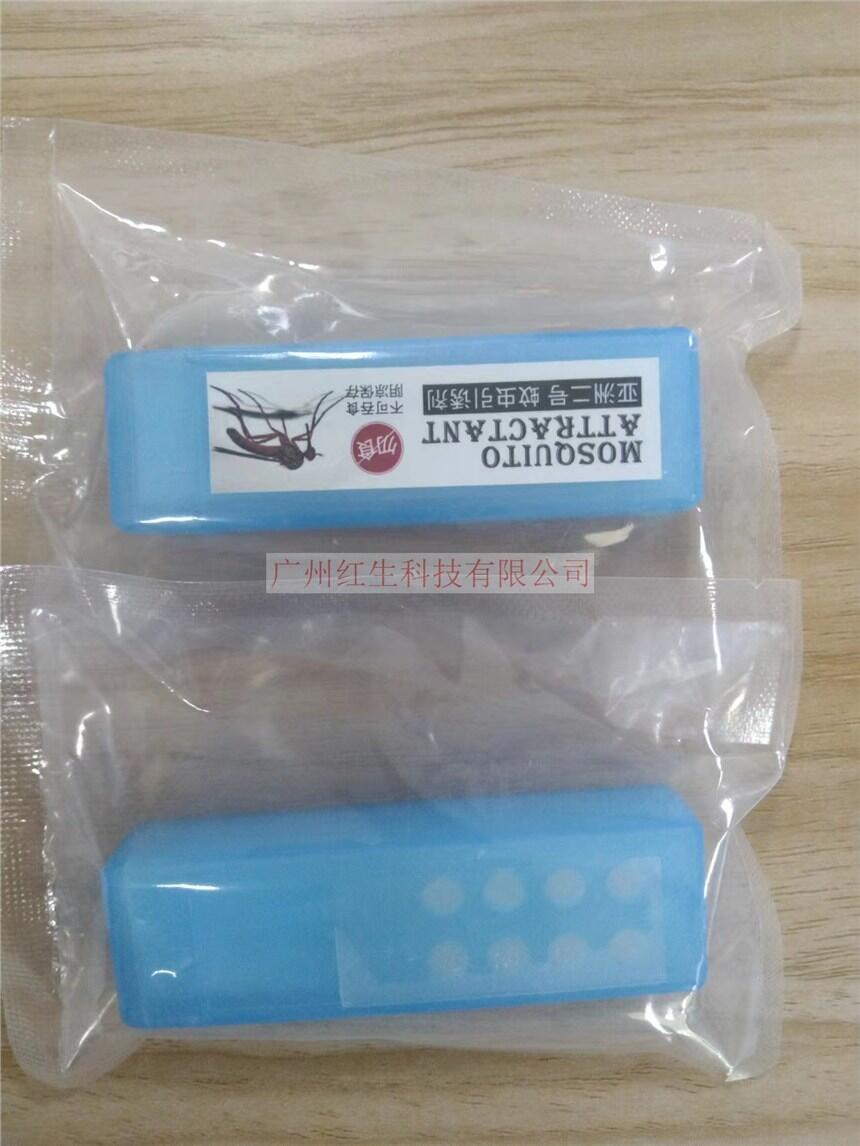 MOSQUITO
ATTRACTANT
亚洲二号 蚊虫引诱剂
勿食
不可吞食
阴凉保存
广州红生科技有限公司